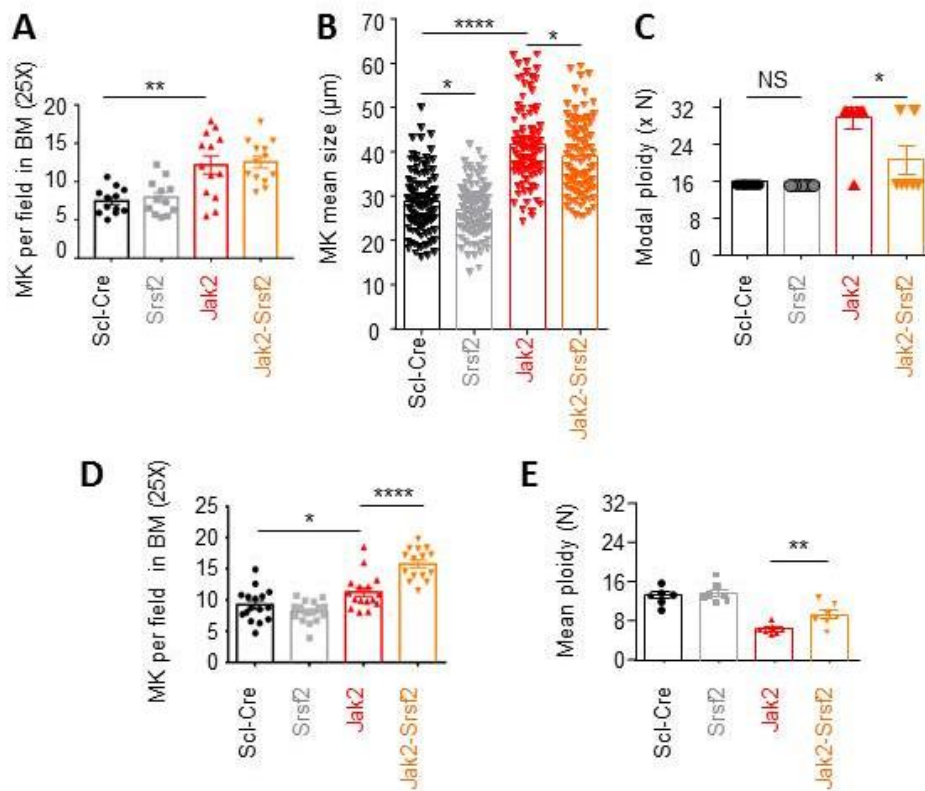 A
MK per field in BM (25X)
**
20
15
10
5
0
Scl-Cre
Srsf2
Jak2
Jak2-Srsf2
B
MK mean size (µm)
****
*
*
70
60
50
40
30
20
10
0
Scl-Cre
Srsf2
Jak2
Jak2-Srsf2
C
Modal ploidy (x N)
NS
*
32
24
16
8
0
Scl-Cre
Srsf2
Jak2
Jak2-Srsf2
D
MK per field in BM (25X)
*
****
25
20
15
10
5
0
Scl-Cre
Srsf2
Jak2
Jak2-Srsf2
E
Mean ploidy (N)
**
32
24
16
8
0
Scl-Cre
Srsf2
Jak2
Jak2-Srsf2